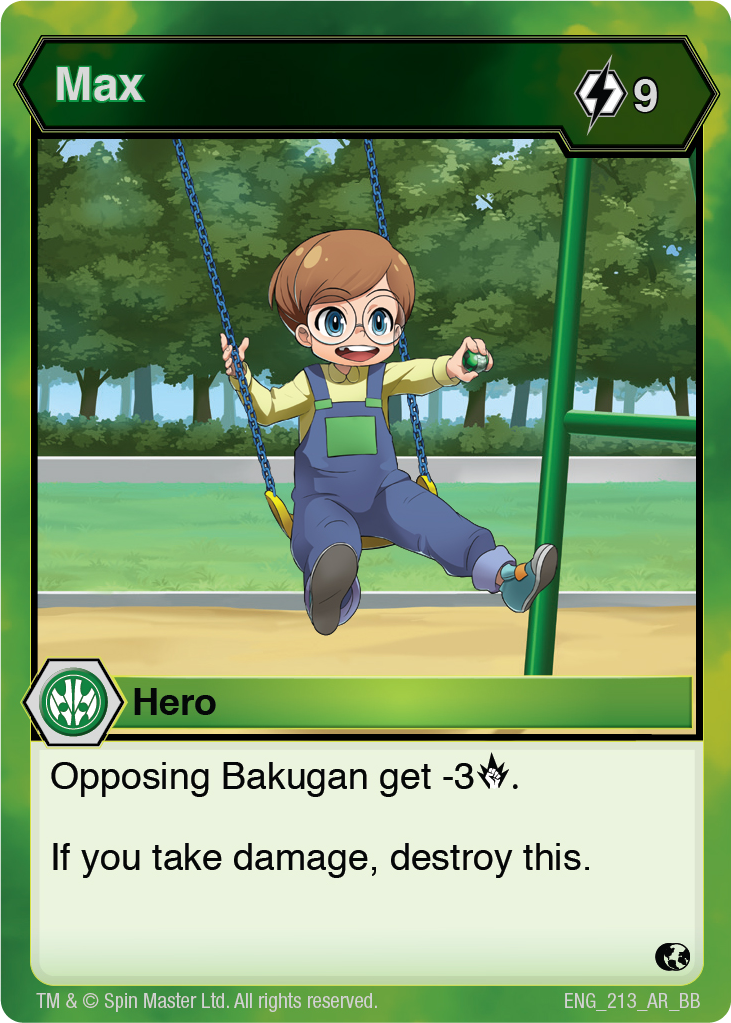 Max
9
Hero
Opposing Bakugan get -3.
If you take damage, destroy this.
TM & © Spin Master Ltd. All rights reserved.
ENG_213_AR_BB